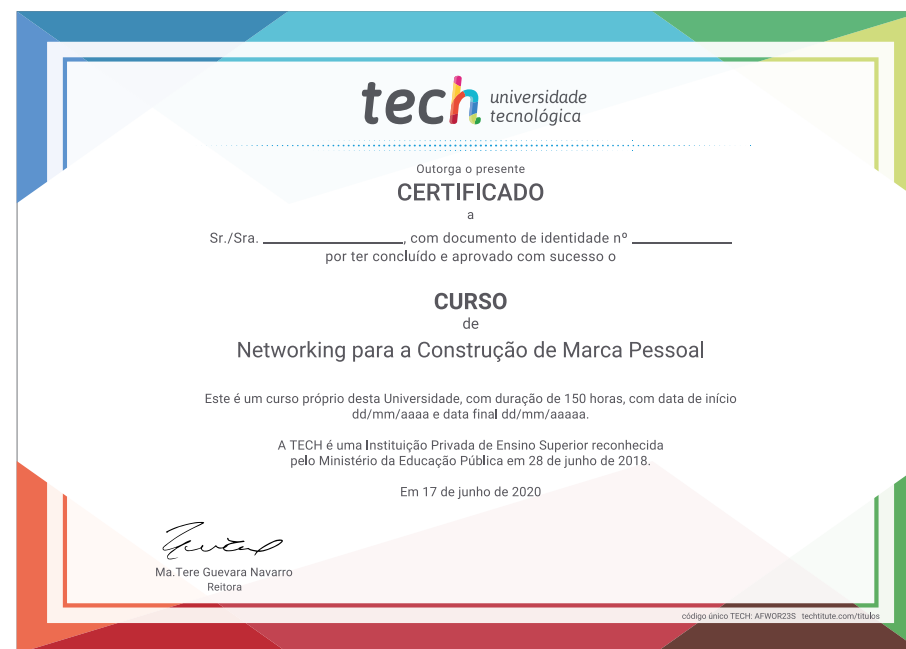 tech universidade
tecnológica
Outorga o presente
CERTIFICADO
a
Sr./Sra. ________________, com documento de identidade nº ____________
por ter concluído e aprovado com sucesso o
CURSO
de
Networking para a Construção de Marca Pessoal
Este é um curso próprio desta Universidade, com duração de 150 horas, com data de início
dd/mm/aaaa e data final dd/mm/aaaaa.
A TECH é uma Instituição Privada de Ensino Superior reconhecida
pelo Ministério da Educação Pública em 28 de junho de 2018.
Em 17 de junho de 2020
Ma.Tere Guevara Navarro
Reitora
código único TECH: AFWOR23S techtitute.com/titulos